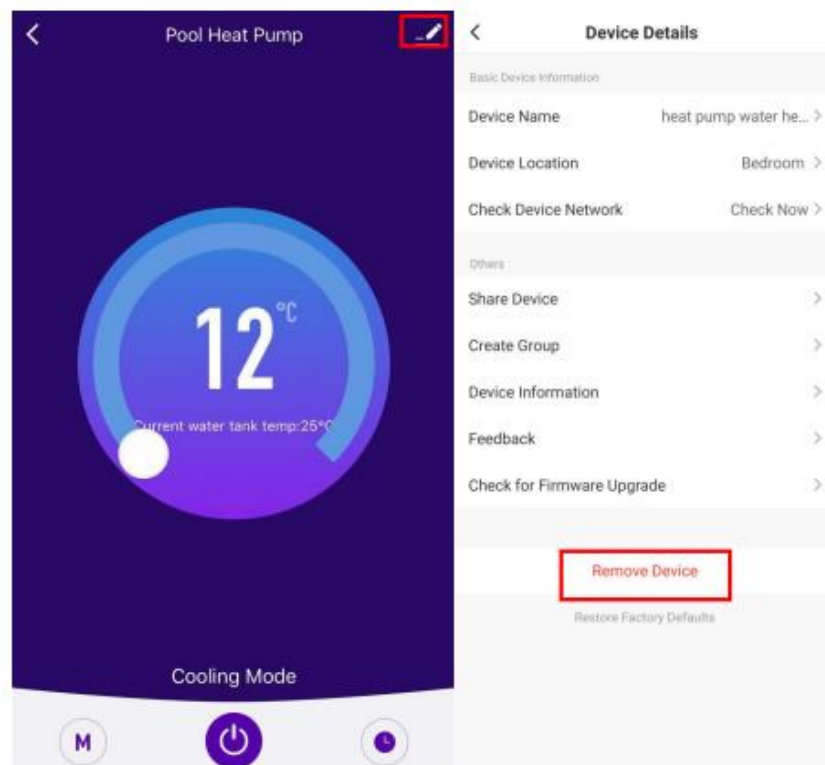 Pool Heat Pump
12°C
Current water tank temp:25°C
Cooling Mode
M
Device Details
Basic Device Information
Device Name heat pump water he...
Device Location Bedroom
Check Device Network Check Now
Others
Share Device
Create Group
Device Information
Feedback
Check for Firmware Upgrade
Remove Device
Restore Factory Defaults